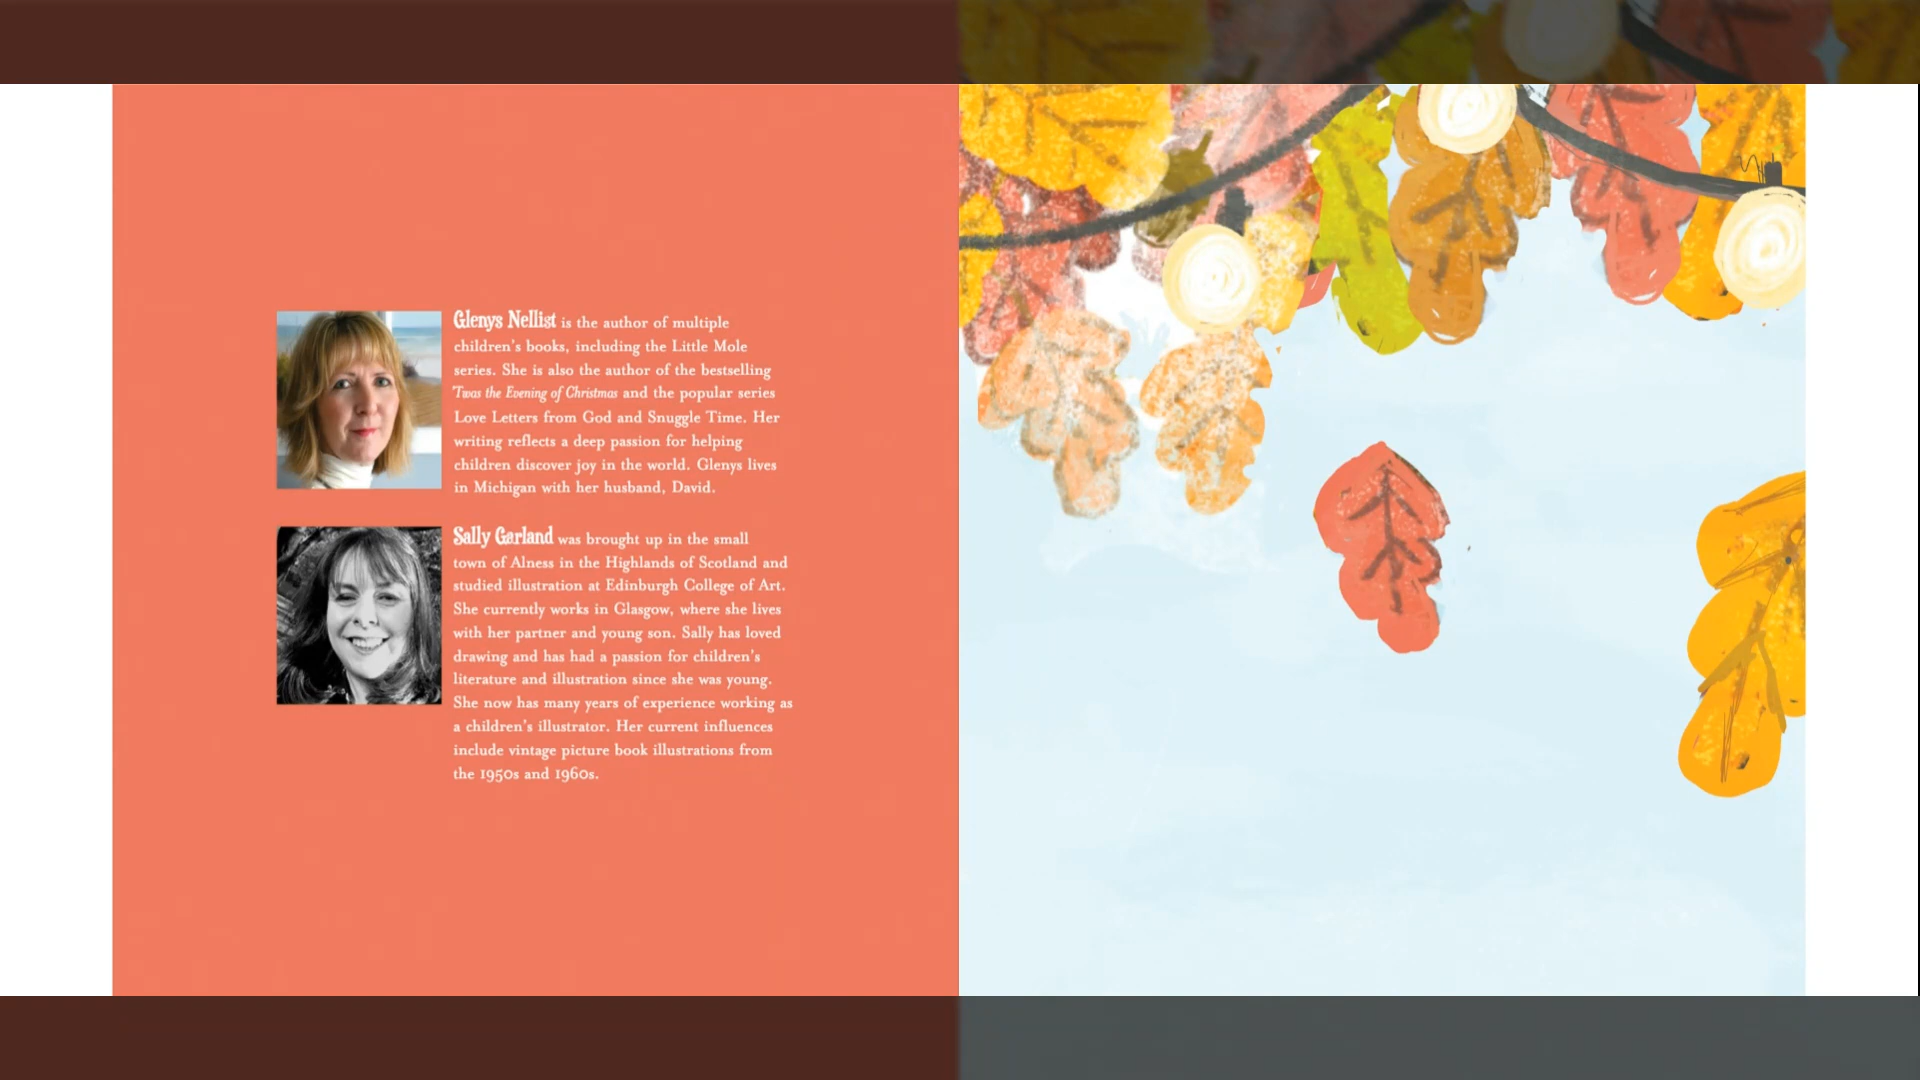 Glenys Nellist is the author of multiple
children's books, including the Little Mole
series. She is also the author of the bestselling
'Twas the Evening of Christmas and the popular series
Love Letters from God and Snuggle Time. Her
writing reflects a deep passion for helping
children discover joy in the world. Glenys lives
in Michigan with her husband, David.
Sally Garland was brought up in the small
town of Alness in the Highlands of Scotland and
studied illustration at Edinburgh College of Art.
She currently works in Glasgow, where she lives
with her partner and young son. Sally has loved
drawing and has had a passion for children's
literature and illustration since she was young.
She now has many years of experience working as
a children's illustrator. Her current influences
include vintage picture book illustrations from
the 1950s and 1960s.